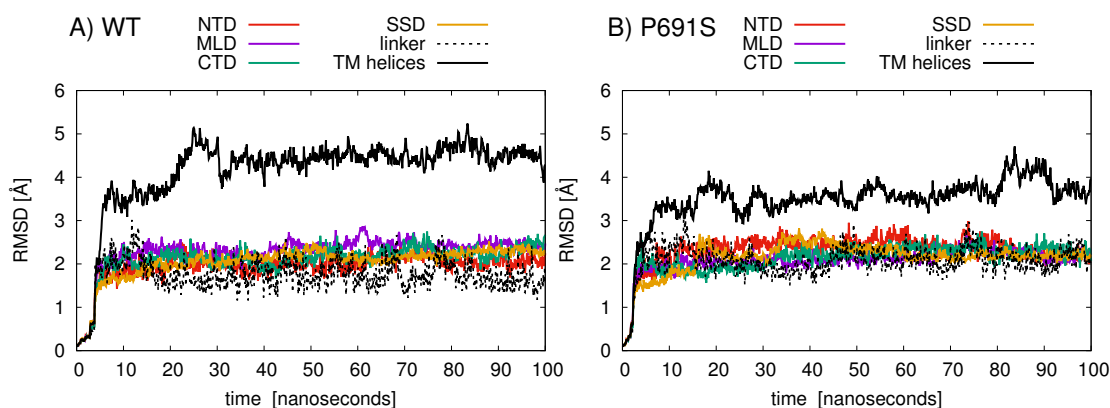 A) WT
NTD
MLD
CTD
SSD
linker
TM helices
RMSD [Å]
6
5
4
3
2
1
0
0 10 20 30 40 50 60 70 80 90 100
time [nanoseconds]
B) P691S
NTD
MLD
CTD
SSD
linker
TM helices
RMSD [Å]
6
5
4
3
2
1
0
0 10 20 30 40 50 60 70 80 90 100
time [nanoseconds]